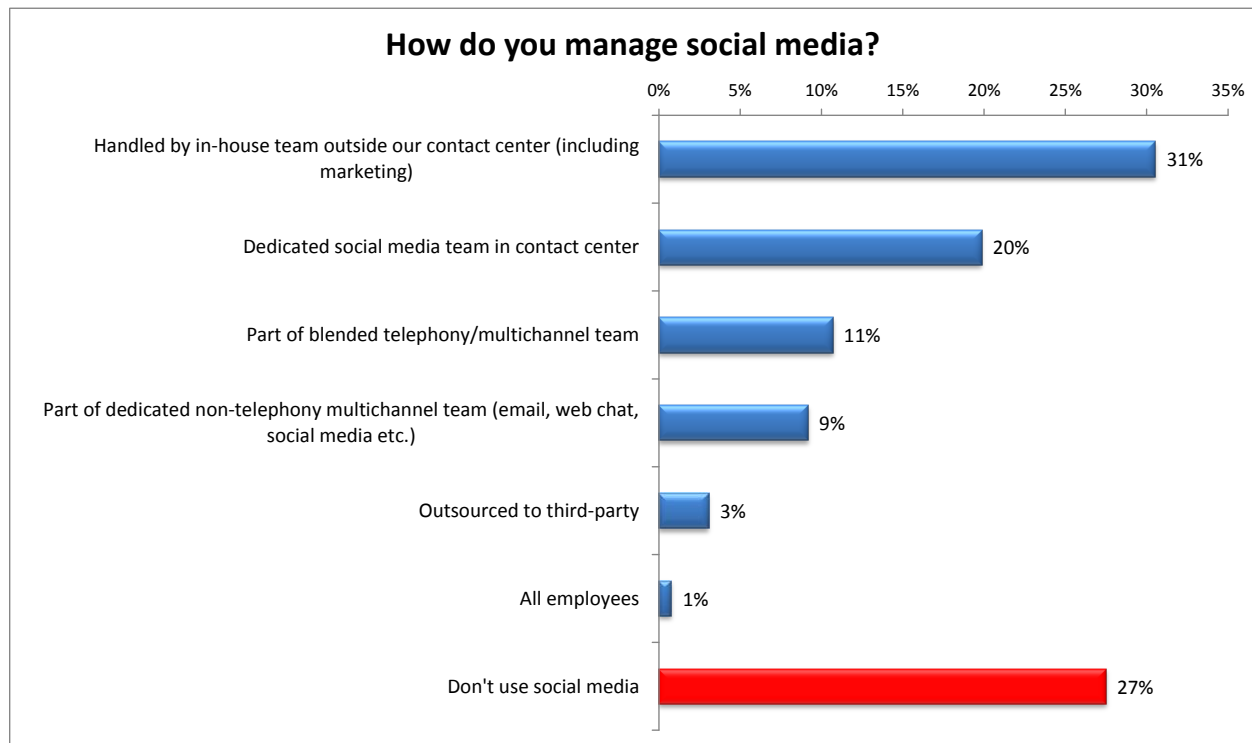 How do you manage social media?
0% 5% 10% 15% 20% 25% 30% 35%
Handled by in-house team outside our contact center (including
marketing)
31%
Dedicated social media team in contact center
20%
Part of blended telephony/multichannel team
11%
Part of dedicated non-telephony multichannel team (email, web chat,
social media etc.)
9%
Outsourced to third-party
3%
All employees
1%
Don't use social media
27%